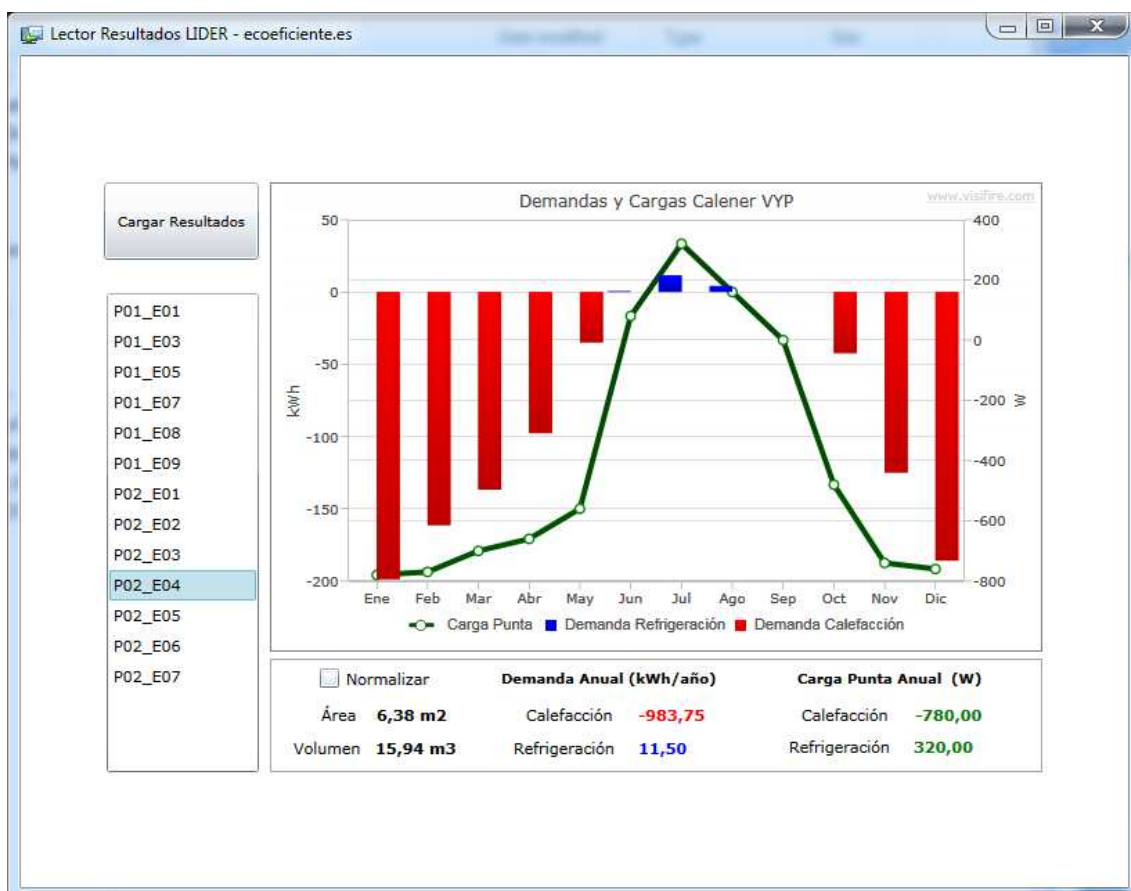 Lector Resultados LIDER - ecoeficiente.es
Date modified Type Size
Cargar Resultados
P01_E01
P01_E03
P01_E05
P01_E07
P01_E08
P01_E09
P02_E01
P02_E02
P02_E03
P02_E04
P02_E05
P02_E06
P02_E07
Demandas y Cargas Calener VYP
www.visifire.com
50
0
-50
-100
-150
-200
kWh
400
200
0
-200
-400
-600
-800
W
Ene Feb Mar Abr May Jun Jul Ago Sep Oct Nov Dic
Carga Punta Demanda Refrigeración Demanda Calefacción
Normalizar Demanda Anual (kWh/año) Carga Punta Anual (W)
Área 6,38 m2 Calefacción -983,75 Calefacción -780,00
Volumen 15,94 m3 Refrigeración 11,50 Refrigeración 320,00